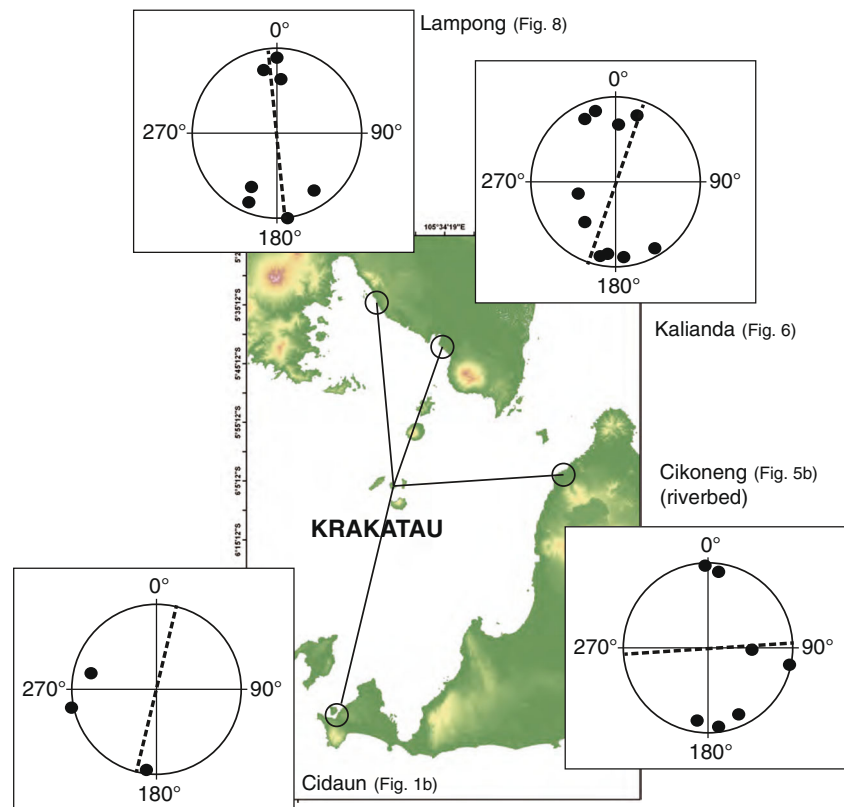 Lampong (Fig. 8)
0°
270°
90°
180°
0°
270°
90°
180°
Kalianda (Fig. 6)
105°34'19"E
5°35'12"S
5°45'12"S
5°55'12"S
6°5'12"S
6°15'12"S
KRAKATAU
Cikoneng (Fig. 5b)
(riverbed)
0°
270°
90°
180°
0°
270°
90°
180°
Cidaun (Fig. 1b)